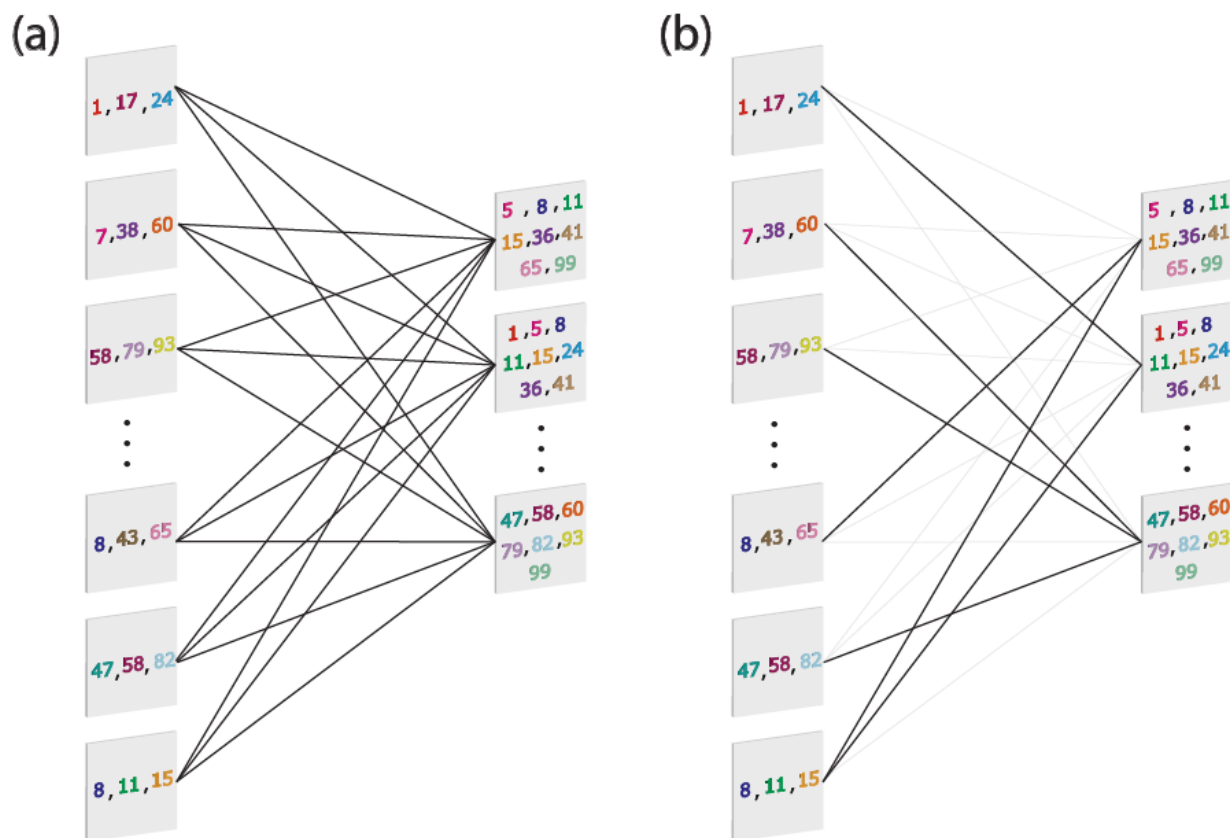 (a)
1, 17, 24
7, 38, 60
58, 79, 93
8, 43, 65
47, 58, 82
8, 11, 15
5 , 8, 11
15, 36, 41
65, 99
1, 5, 8
11, 15, 24
36, 41
47, 58, 60
79, 82, 93
99
(b)
1, 17, 24
7, 38, 60
58, 79, 93
8, 43, 65
47, 58, 82
8, 11, 15
5 , 8, 11
15, 36, 41
65, 99
1, 5, 8
11, 15, 24
36, 41
47, 58, 60
79, 82, 93
99